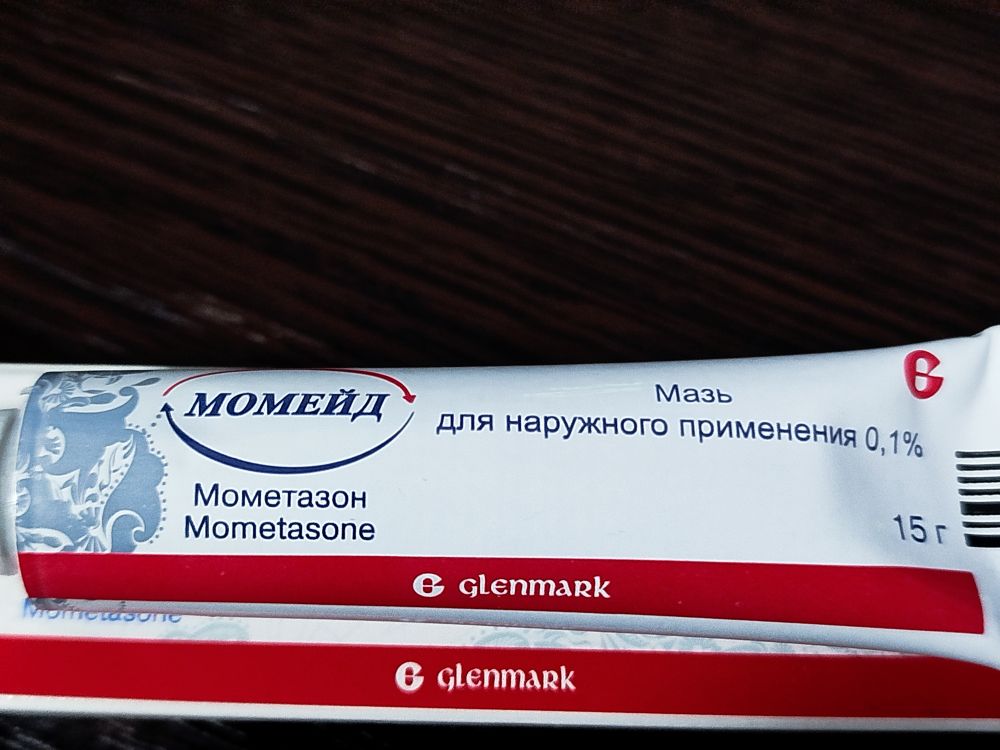 МОМЕЙД
Мазь
для наружного применения 0,1%
Мометазон
Mometasone
15 г
Glenmark
Mometasone
Glenmark